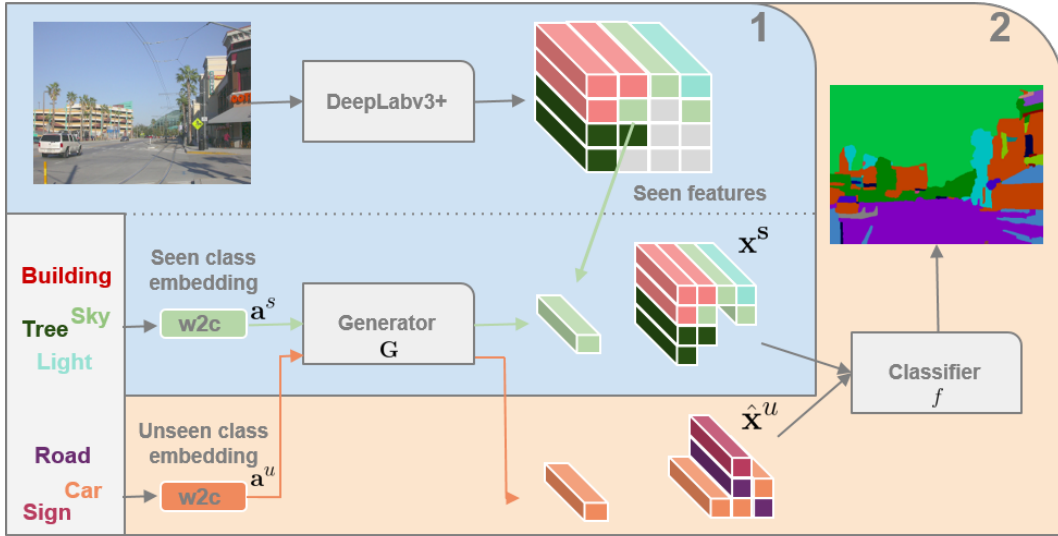 1
2
DeepLabv3+
Seen features
Building
Sky
Tree
Light
Seen class
embedding
w2c
a^s
Generator
G
x^s
Classifier
f
Road
Car
Sign
Unseen class
embedding
w2c
a^u
x̂^u